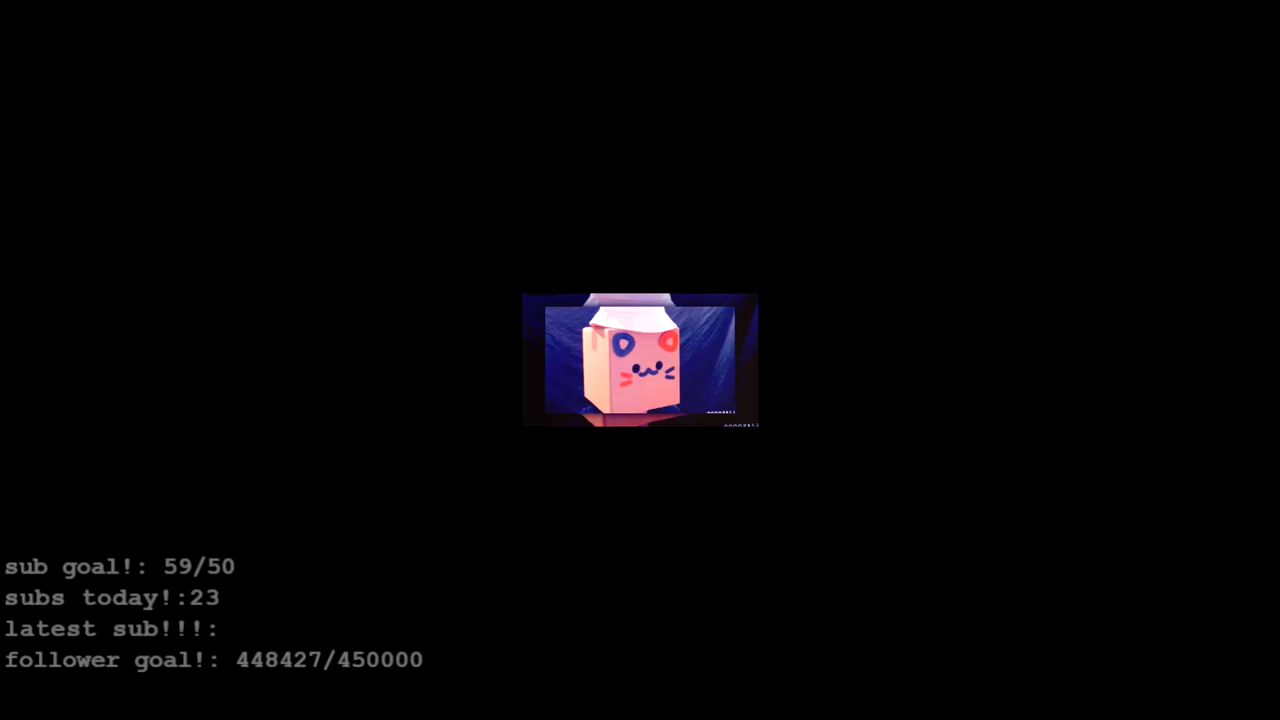 sub goal!: 59/50
subs today!:23
latest sub!!!:
follower goal!: 448427/450000